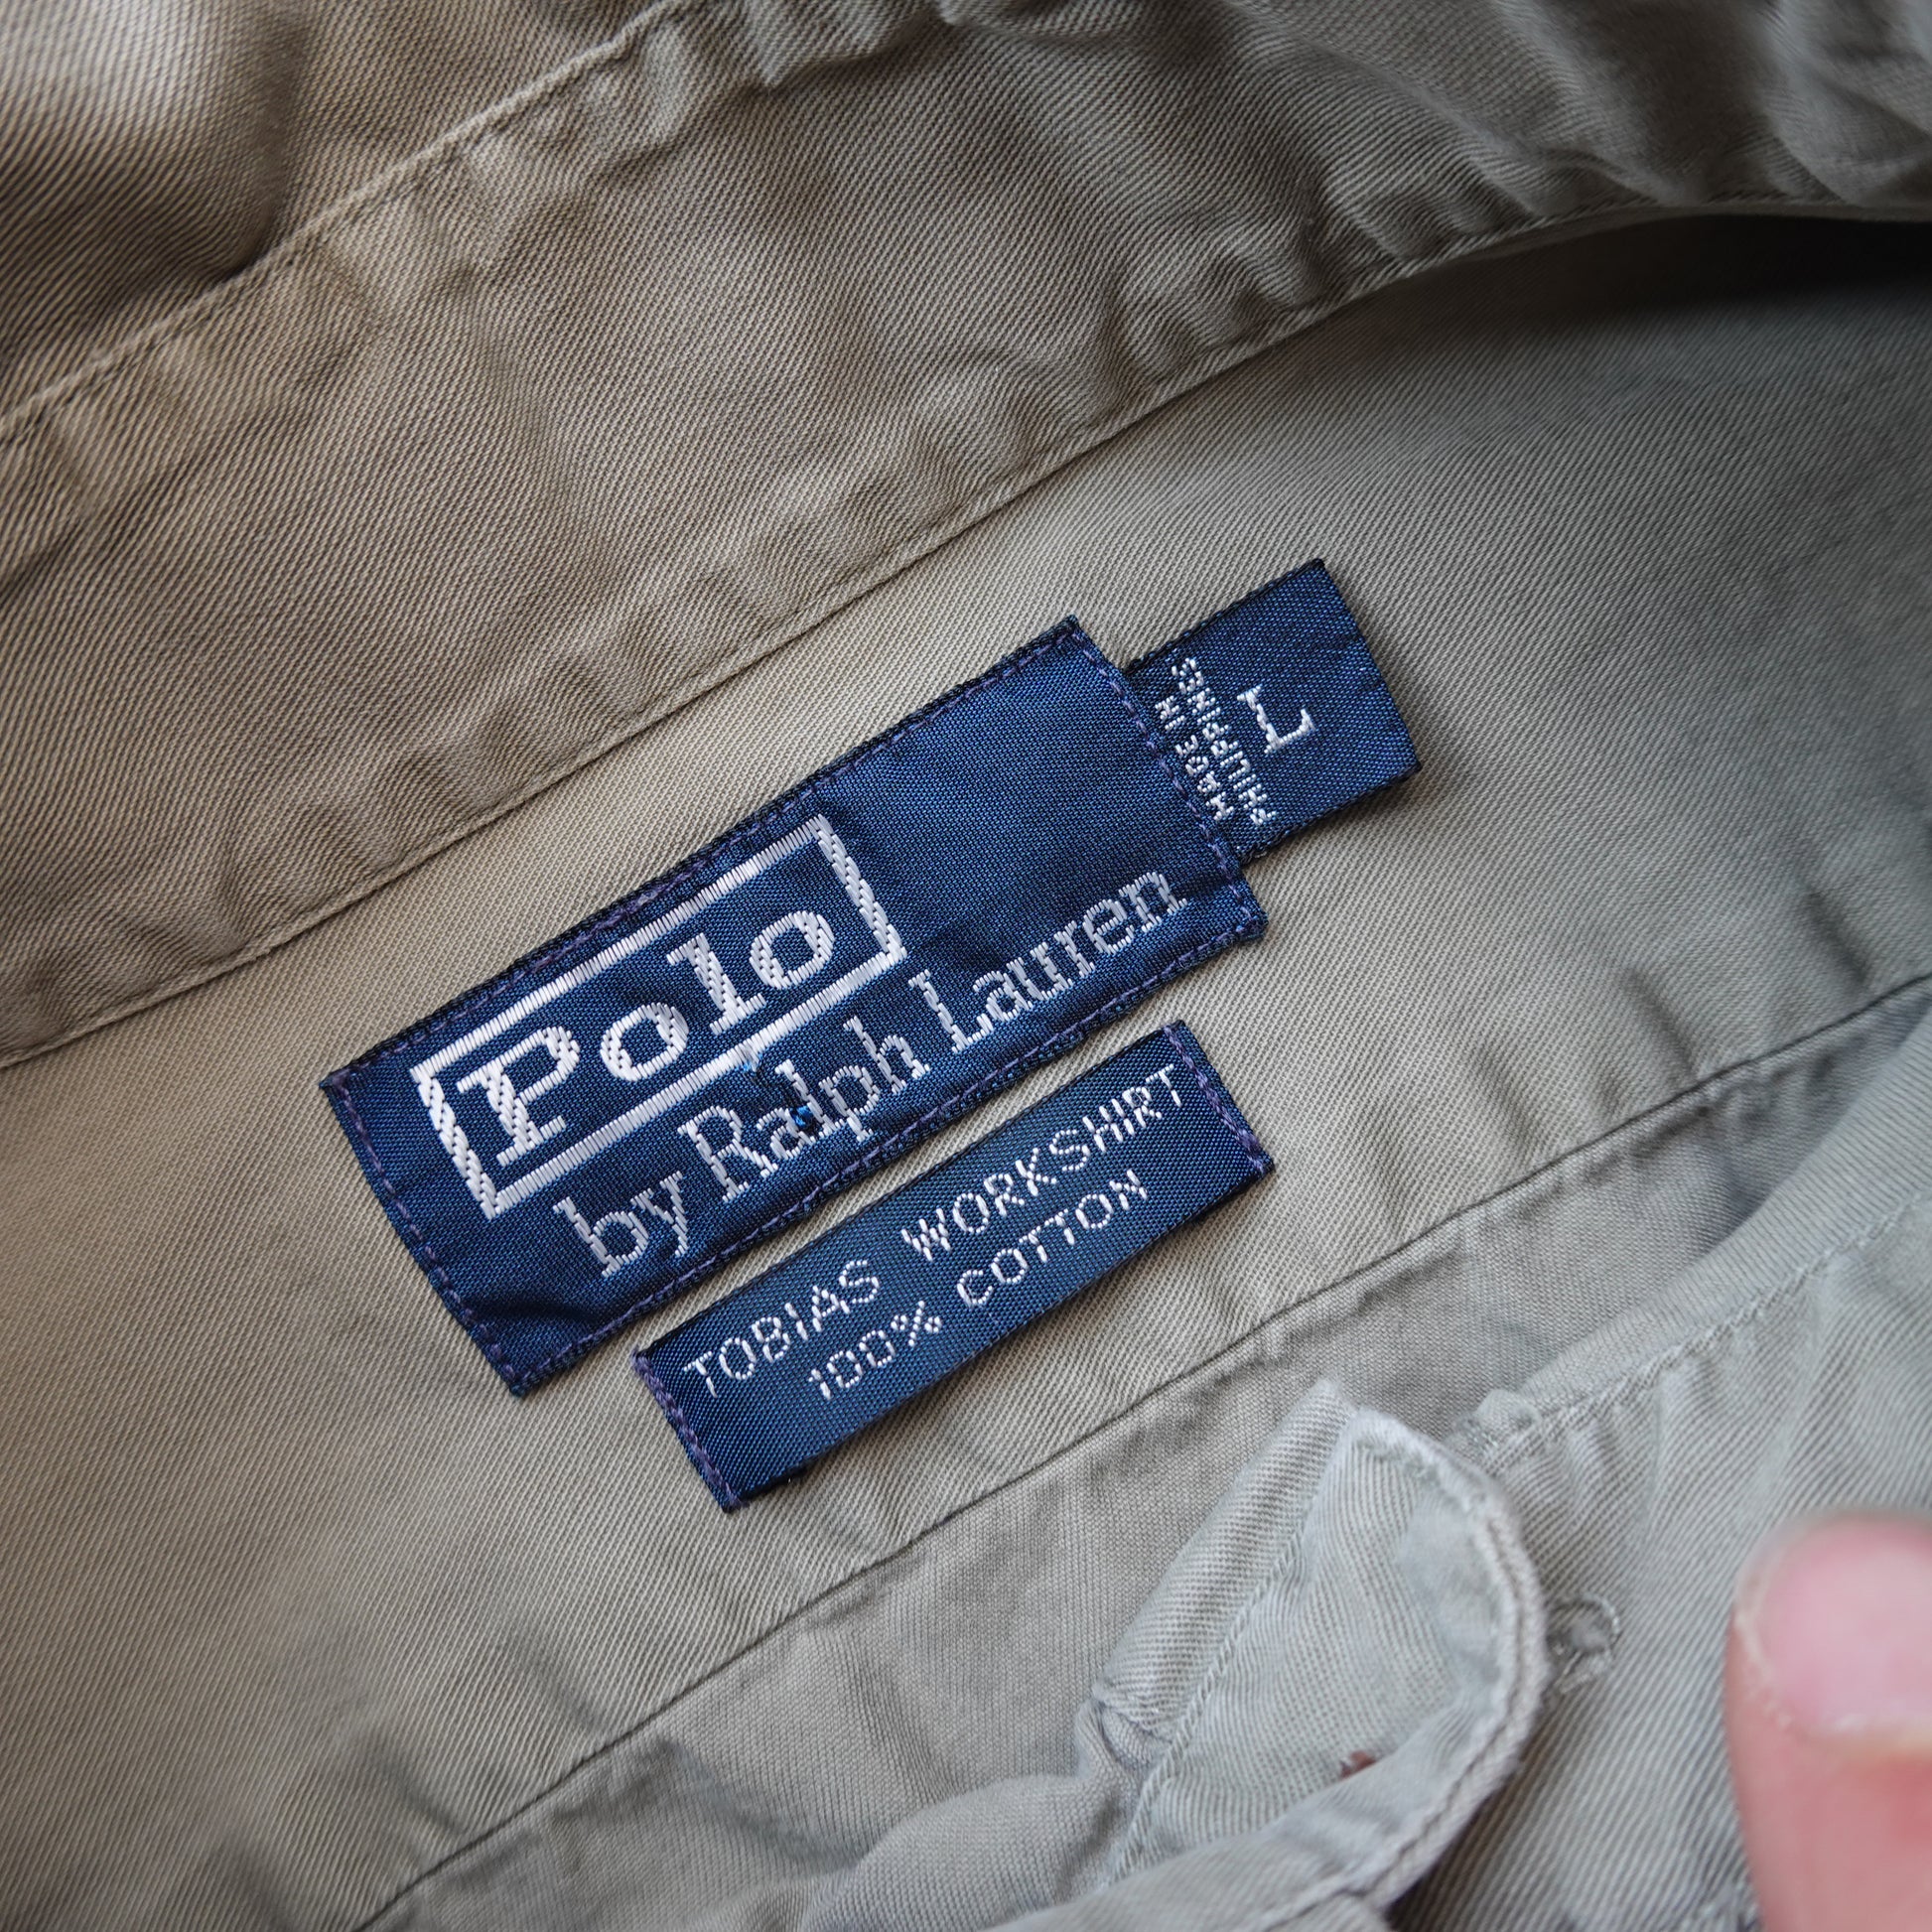 Polo
by Ralph Lauren
L
MADE IN
PHILIPPINES
TOBIAS WORKSHIRT
100% COTTON